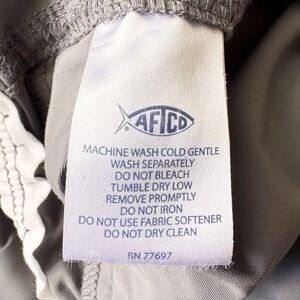 AFTCO
MACHINE WASH COLD GENTLE
WASH SEPARATELY
DO NOT BLEACH
TUMBLE DRY LOW
REMOVE PROMPTLY
DO NOT IRON
DO NOT USE FABRIC SOFTENER
DO NOT DRY CLEAN
RN 77697